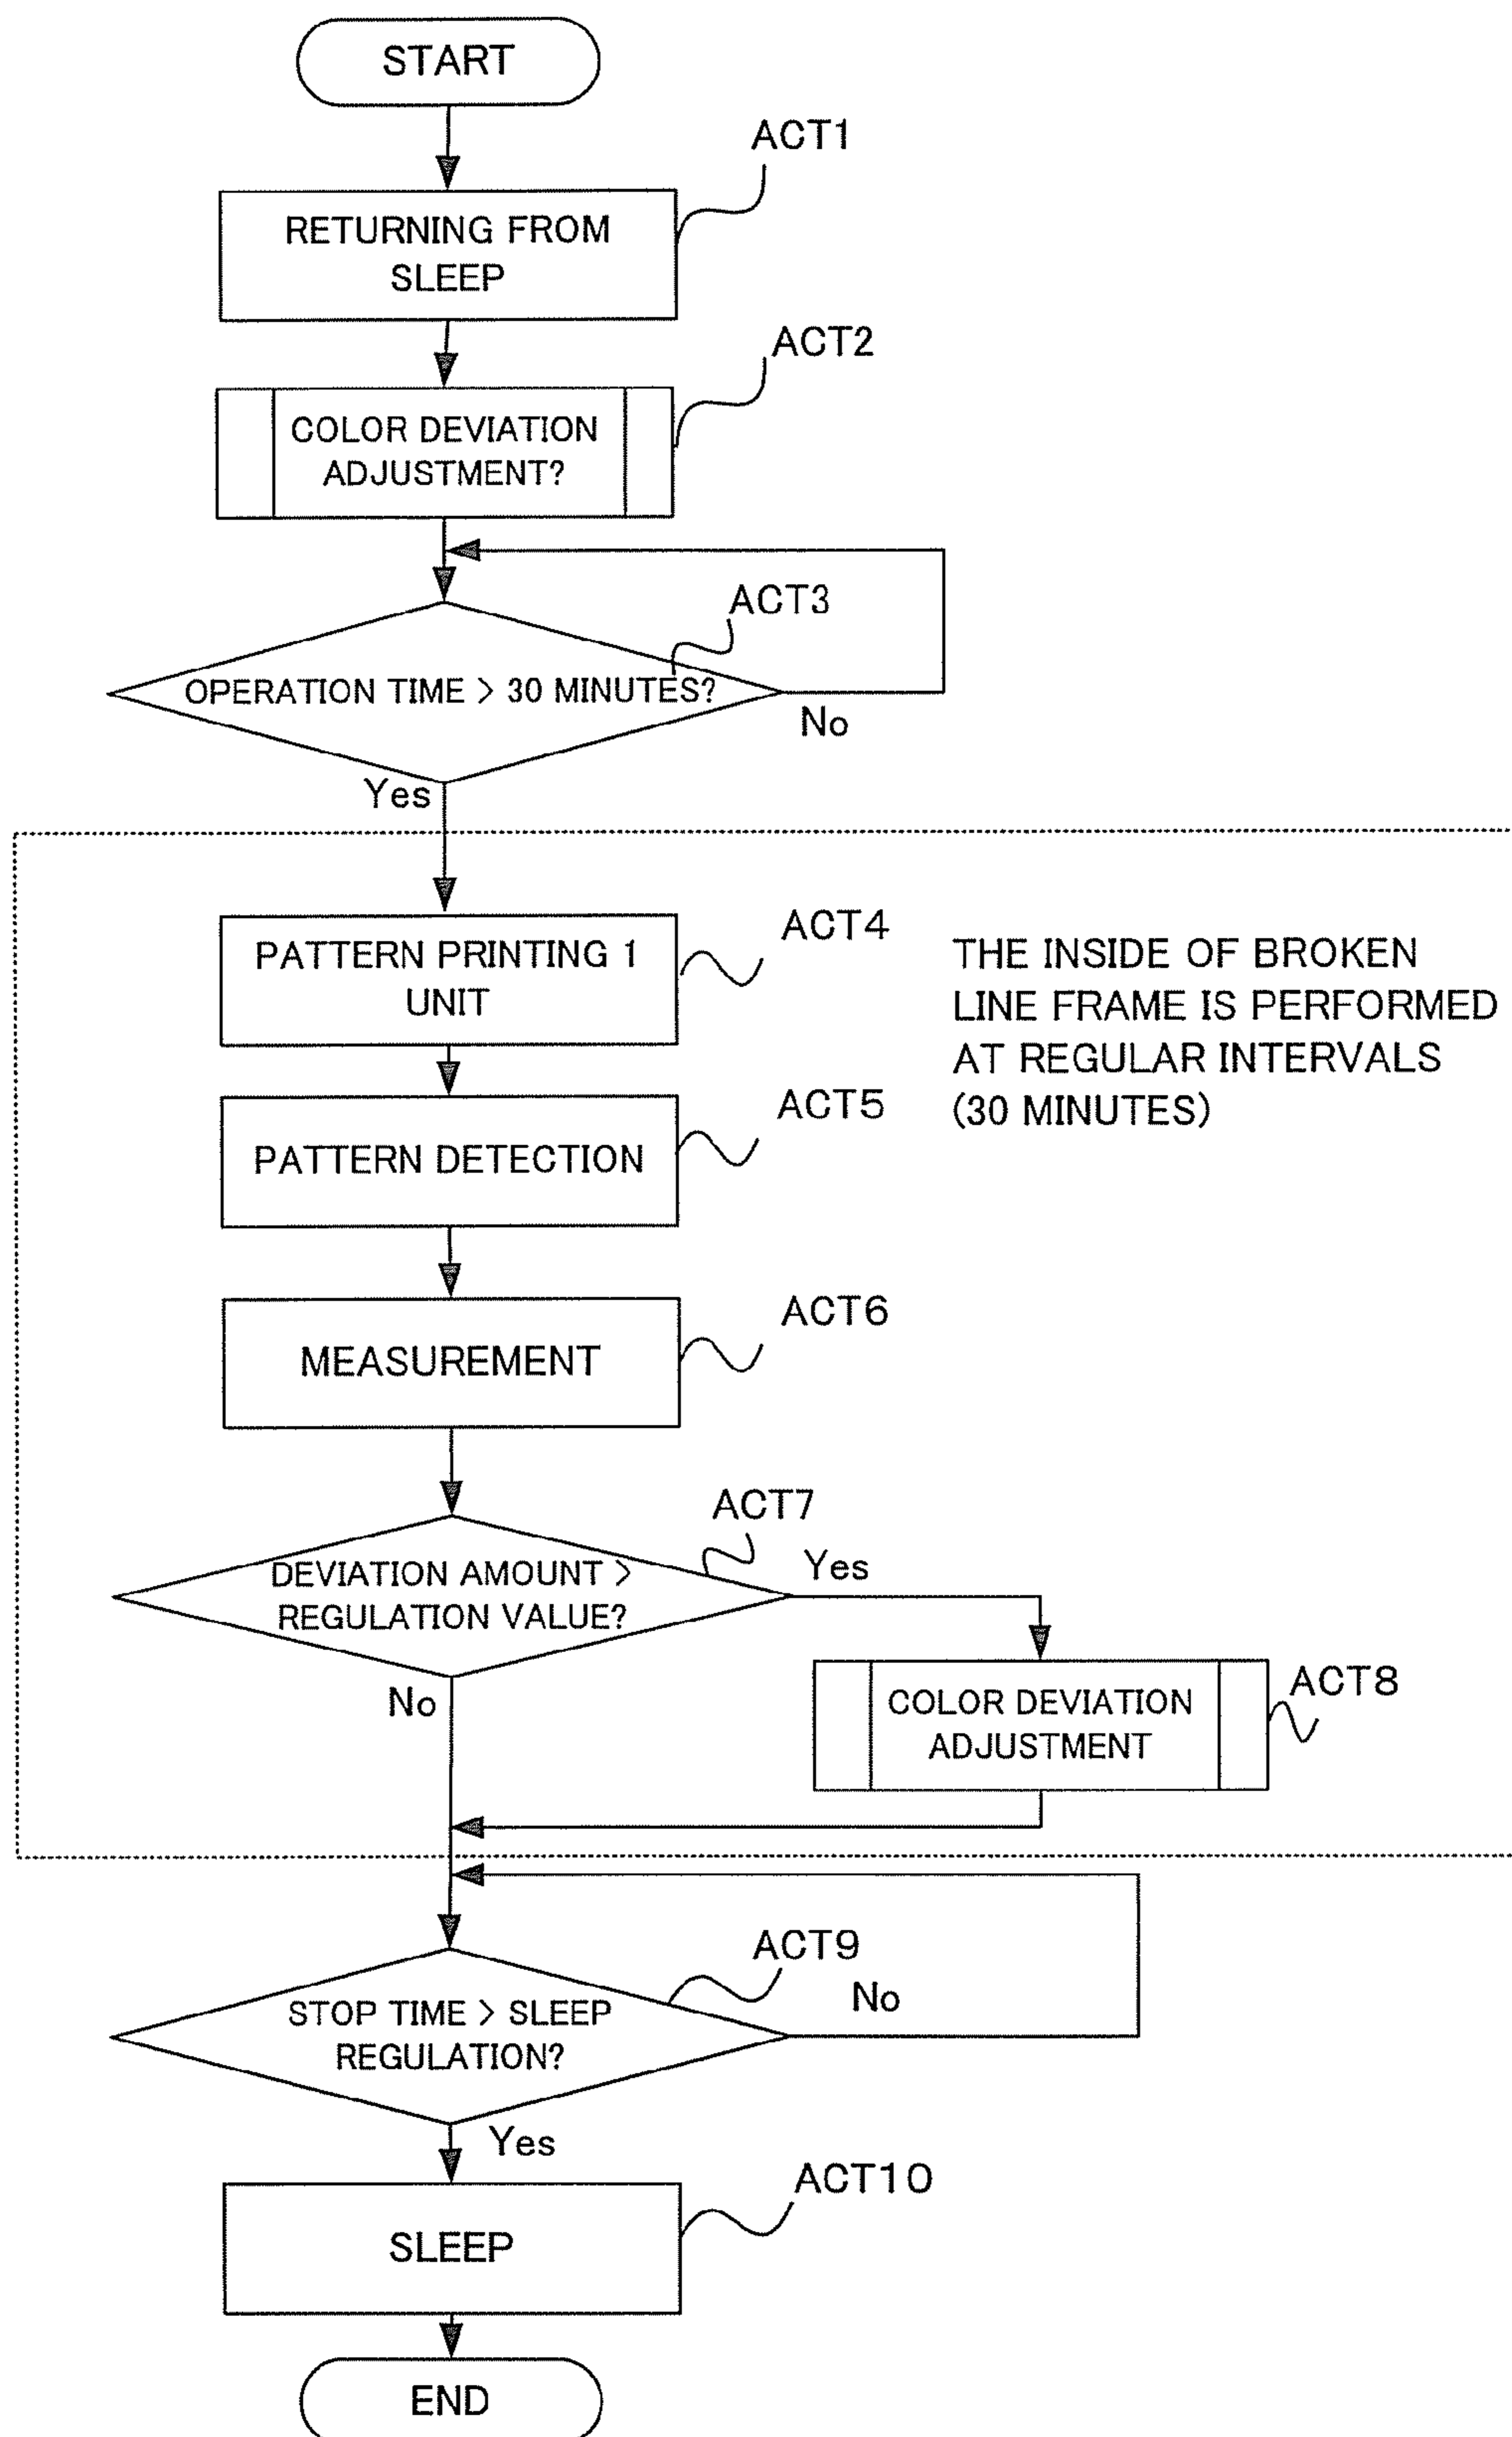 START
ACT1
RETURNING FROM
SLEEP
ACT2
COLOR DEVIATION
ADJUSTMENT?
ACT3
OPERATION TIME > 30 MINUTES?
No
Yes
ACT4
PATTERN PRINTING 1
UNIT
THE INSIDE OF BROKEN
LINE FRAME IS PERFORMED
AT REGULAR INTERVALS
(30 MINUTES)
ACT5
PATTERN DETECTION
ACT6
MEASUREMENT
ACT7
DEVIATION AMOUNT >
REGULATION VALUE?
Yes
No
ACT8
COLOR DEVIATION
ADJUSTMENT
ACT9
STOP TIME > SLEEP
REGULATION?
No
Yes
ACT10
SLEEP
END